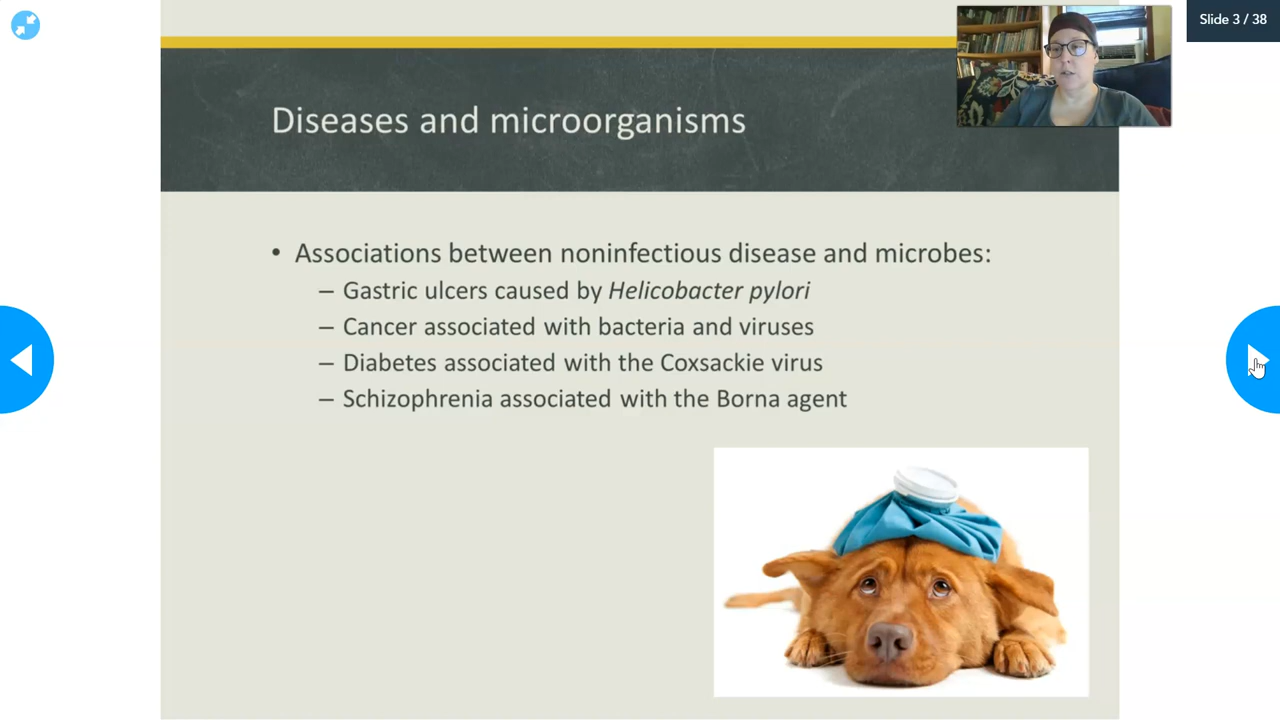 Slide 3 / 38
Diseases and microorganisms
• Associations between noninfectious disease and microbes:
– Gastric ulcers caused by Helicobacter pylori
– Cancer associated with bacteria and viruses
– Diabetes associated with the Coxsackie virus
– Schizophrenia associated with the Borna agent